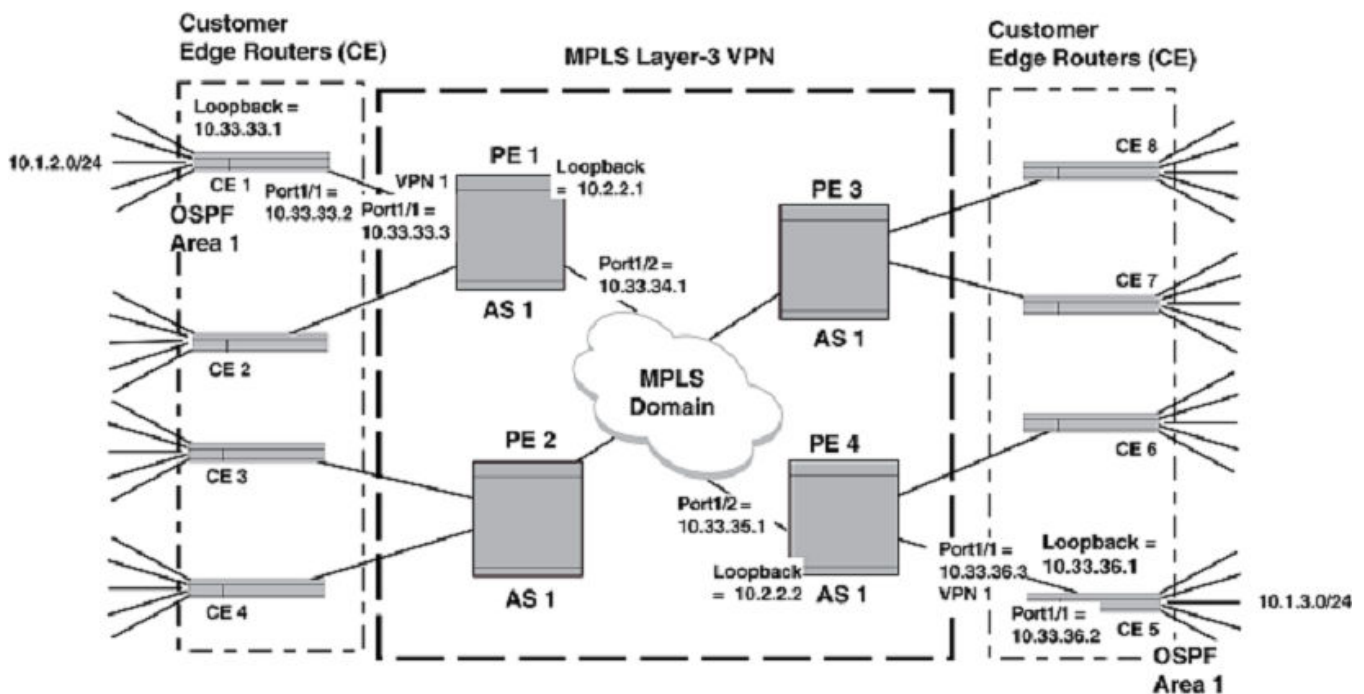 Customer
Edge Routers (CE)
MPLS Layer-3 VPN
Customer
Edge Routers (CE)
Loopback =
10.33.33.1
10.1.2.0/24
CE 1
Port1/1 =
10.33.33.2
OSPF
Area 1
VPN 1
Port1/1 =
10.33.33.3
PE 1
Loopback
= 10.2.2.1
AS 1
Port1/2 =
10.33.34.1
PE 3
AS 1
CE 8
CE 7
CE 2
MPLS
Domain
CE 3
PE 2
AS 1
CE 4
PE 4
Port1/2 =
10.33.35.1
Loopback
= 10.2.2.2
AS 1
CE 6
Port1/1 =
10.33.36.3
VPN 1
Loopback =
10.33.36.1
Port1/1 =
10.33.36.2
CE 5
10.1.3.0/24
OSPF
Area 1